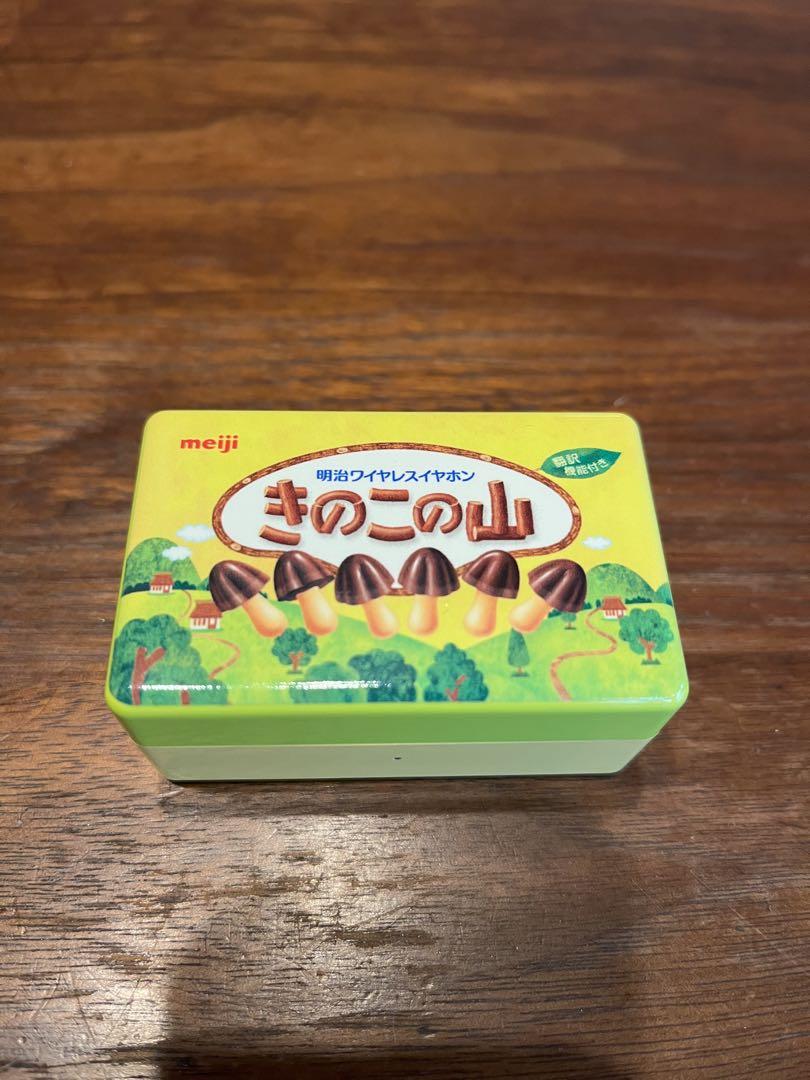 meiji
明治ワイヤレスイヤホン
きのこの山
翻訳
機能付き